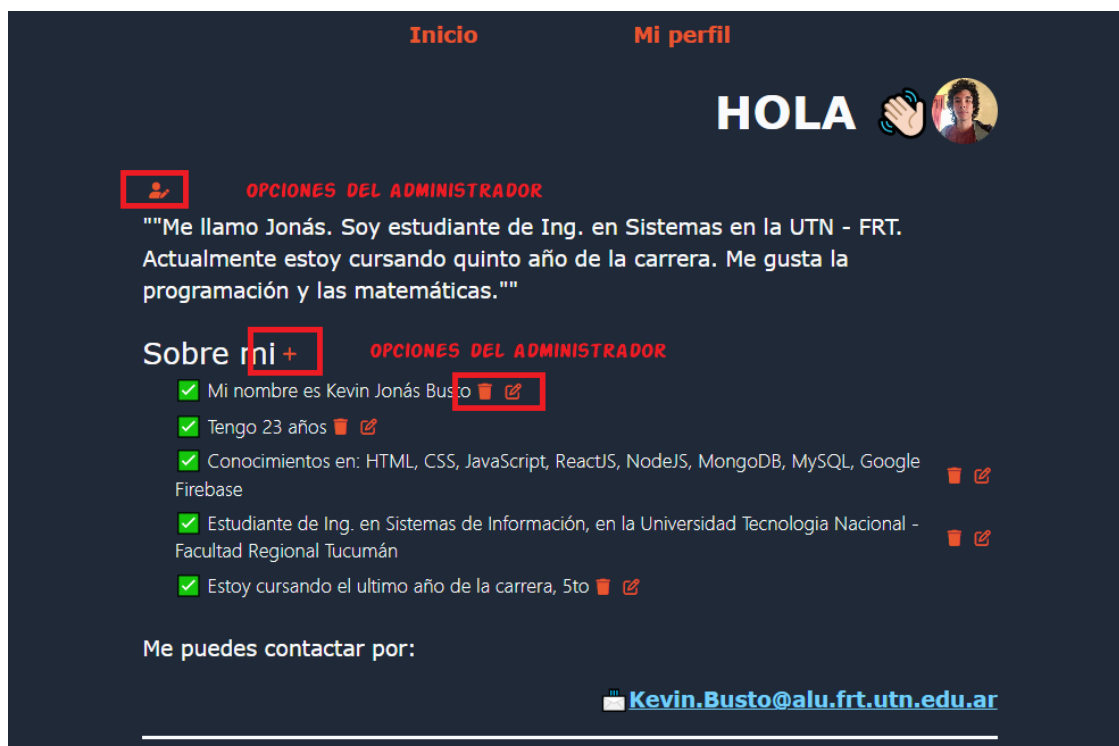 Inicio Mi perfil
HOLA
OPCIONES DEL ADMINISTRADOR
""Me llamo Jonás. Soy estudiante de Ing. en Sistemas en la UTN - FRT.
Actualmente estoy cursando quinto año de la carrera. Me gusta la
programación y las matemáticas.""
Sobre mi +
OPCIONES DEL ADMINISTRADOR
Mi nombre es Kevin Jonás Busto
Tengo 23 años
Conocimientos en: HTML, CSS, JavaScript, ReactJS, NodeJS, MongoDB, MySQL, Google
Firebase
Estudiante de Ing. en Sistemas de Información, en la Universidad Tecnologia Nacional -
Facultad Regional Tucumán
Estoy cursando el ultimo año de la carrera, 5to
Me puedes contactar por:
Kevin.Busto@alu.frt.utn.edu.ar